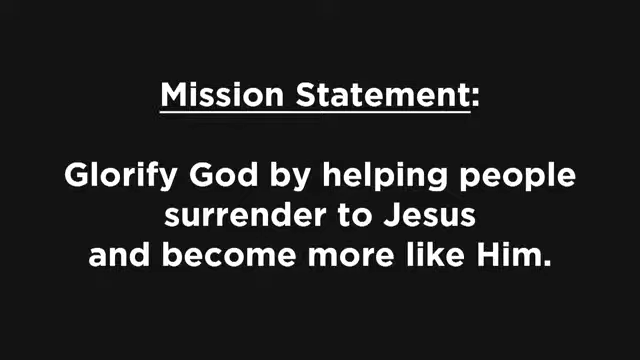 Mission Statement:
Glorify God by helping people
surrender to Jesus
and become more like Him.